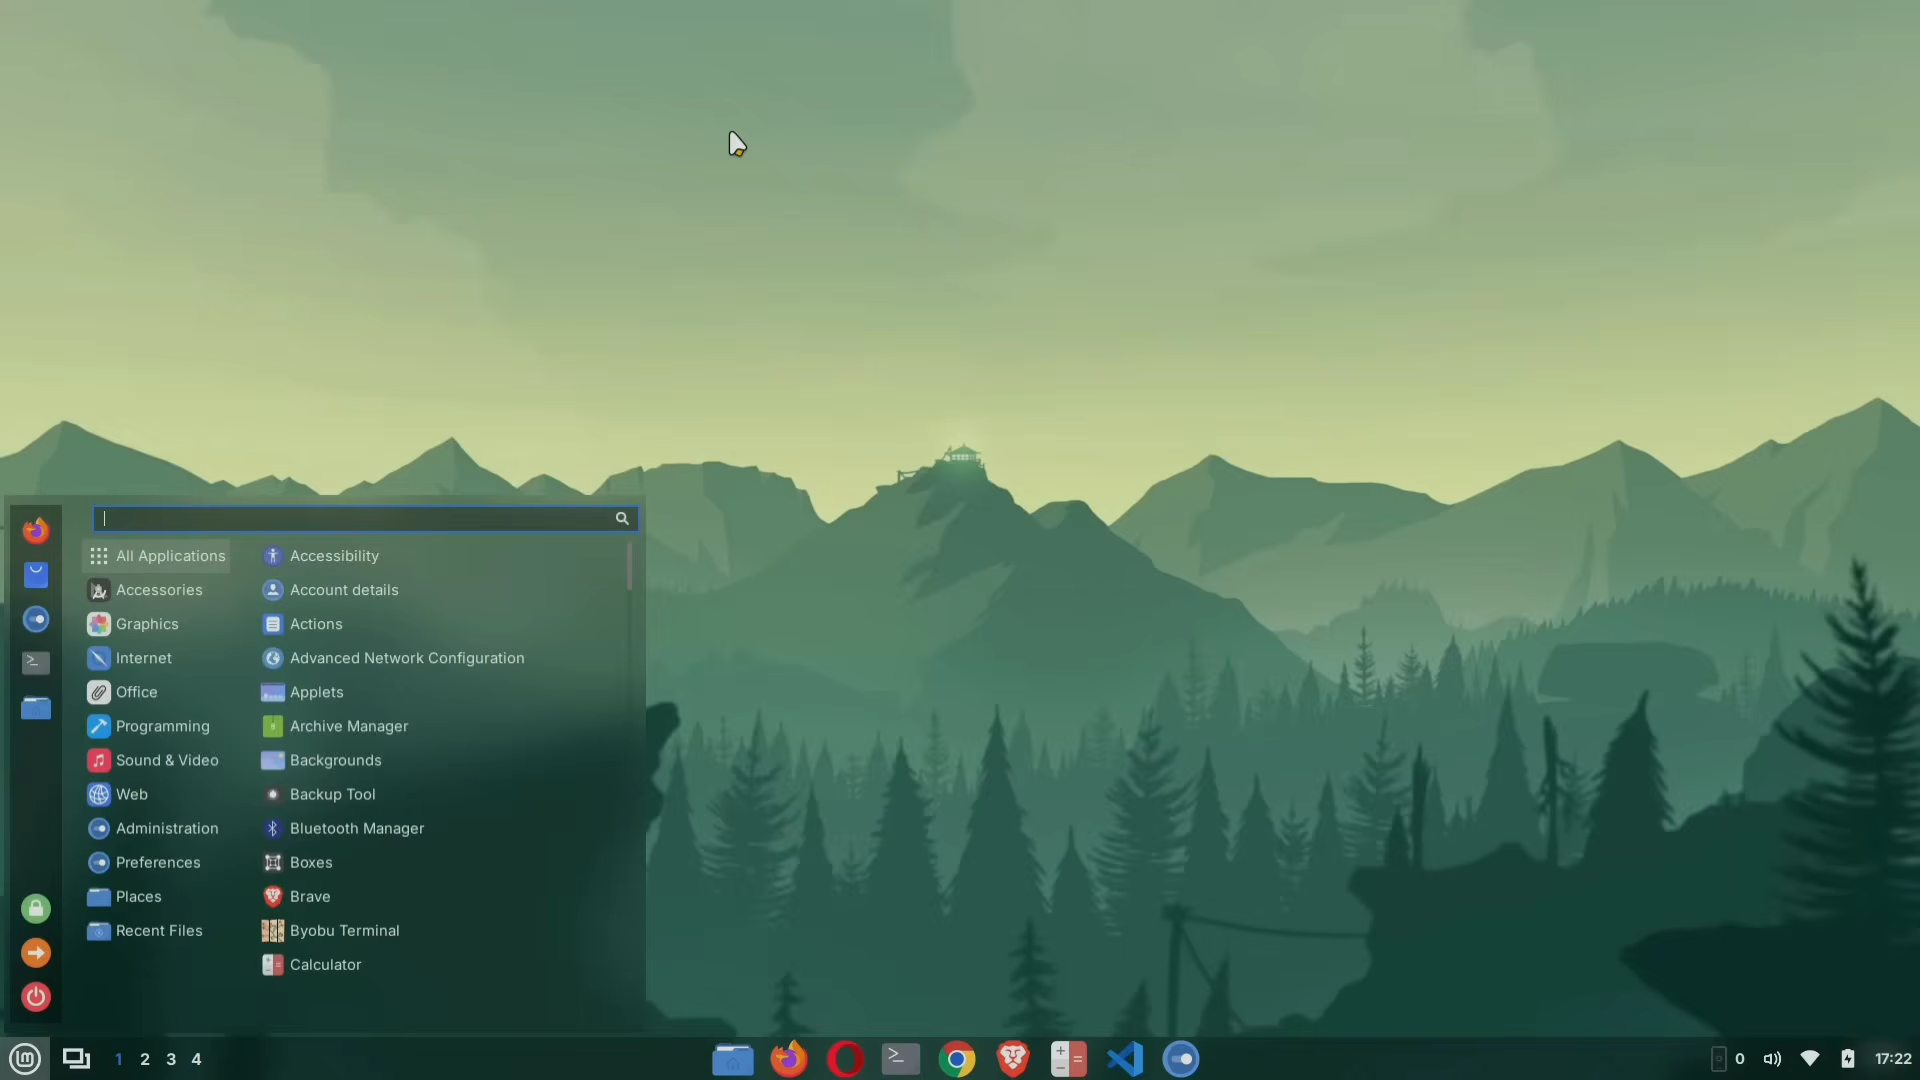 All Applications
Accessories
Graphics
Internet
Office
Programming
Sound & Video
Web
Administration
Preferences
Places
Recent Files
Accessibility
Account details
Actions
Advanced Network Configuration
Applets
Archive Manager
Backgrounds
Backup Tool
Bluetooth Manager
Boxes
Brave
Byobu Terminal
Calculator
1 2 3 4
0 17:22